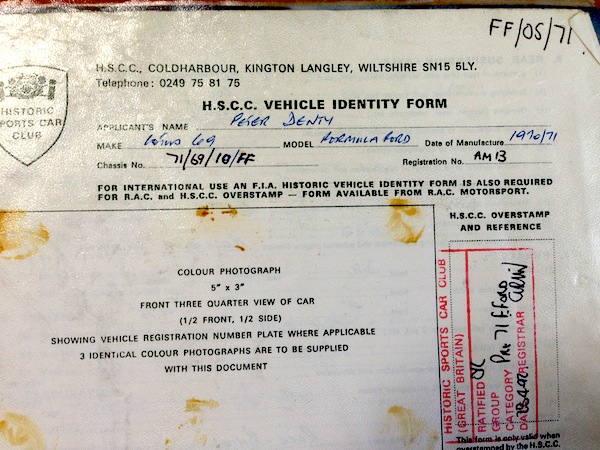 FF/05/71
H.S.C.C., COLDHARBOUR, KINGTON LANGLEY, WILTSHIRE SN15 5LY.
Telephone: 0249 75 81 75
HISTORIC
SPORTS CAR
CLUB
H.S.C.C. VEHICLE IDENTITY FORM
APPLICANT'S NAME PETER DENTY
MAKE LOTUS 69 MODEL FORMULA FORD Date of Manufacture 1970/71
Chassis No. 71/69/10/FF Registration No. AM13
FOR INTERNATIONAL USE AN F.I.A. HISTORIC VEHICLE IDENTITY FORM IS ALSO REQUIRED
FOR R.A.C. and H.S.C.C. OVERSTAMP — FORM AVAILABLE FROM R.A.C. MOTORSPORT.
H.S.C.C. OVERSTAMP
AND REFERENCE
COLOUR PHOTOGRAPH
5" x 3"
FRONT THREE QUARTER VIEW OF CAR
(1/2 FRONT, 1/2 SIDE)
SHOWING VEHICLE REGISTRATION NUMBER PLATE WHERE APPLICABLE
3 IDENTICAL COLOUR PHOTOGRAPHS ARE TO BE SUPPLIED
WITH THIS DOCUMENT
HISTORIC SPORTS CAR CLUB
(GREAT BRITAIN)
RATIFIED
GROUP
CATEGORY Pre 71 F.Ford
DATE REGISTRAR
This form is only valid when
overstamped by the H.S.C.C.